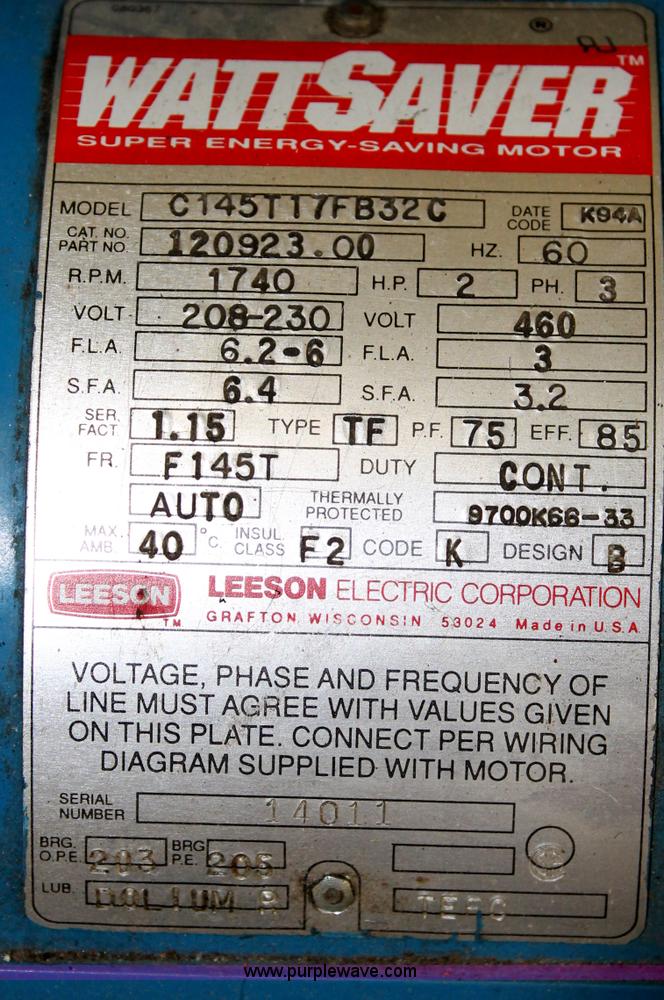 080367
®
WATTSAVER TM
SUPER ENERGY-SAVING MOTOR
MODEL C145T17FB32C DATE CODE K94A
CAT. NO. PART NO. 120923.00 HZ. 60
R.P.M. 1740 H.P. 2 PH. 3
VOLT 208-230 VOLT 460
F.L.A. 6.2-6 F.L.A. 3
S.F.A. 6.4 S.F.A. 3.2
SER. FACT. 1.15 TYPE TF P.F. 75 EFF. 85
FR. F145T DUTY CONT.
AUTO THERMALLY PROTECTED 9700K66-33
MAX. AMB. 40 °C. INSUL. CLASS F2 CODE K DESIGN B
LEESON TM LEESON ELECTRIC CORPORATION
GRAFTON, WISCONSIN 53024 Made in U.S.A.
VOLTAGE, PHASE AND FREQUENCY OF
LINE MUST AGREE WITH VALUES GIVEN
ON THIS PLATE. CONNECT PER WIRING
DIAGRAM SUPPLIED WITH MOTOR.
SERIAL NUMBER 14011
BRG. O.P.E. 203 BRG P.E. 205
LUB. DOLIUM R TEFC
www.purplewave.com